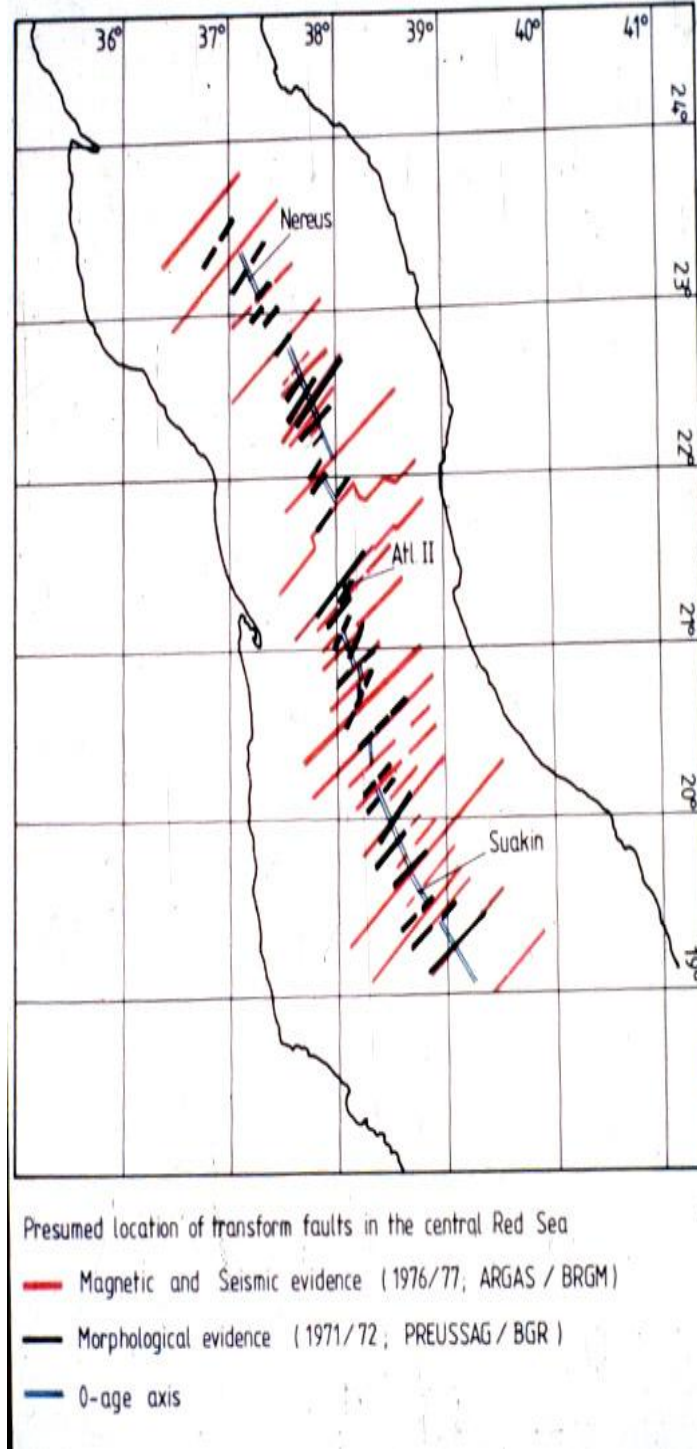 36° 37° 38° 39° 40° 41°
24°
Nereus
23°
22°
Atl. II
21°
20°
Suakin
19°
Presumed location of transform faults in the central Red Sea
Magnetic and Seismic evidence (1976/77; ARGAS / BRGM)
Morphological evidence (1971/72; PREUSSAG / BGR)
0-age axis